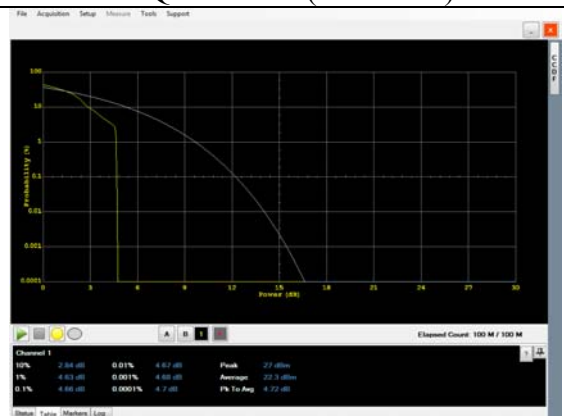 File Acquisition Setup Measure Tools Support
CCDF
100
10
1
0.1
0.01
0.001
0.0001
Probability (%)
0 3 6 9 12 15 18 21 24 27 30
Power (dB)
A B 1
Elapsed Count: 100 M / 100 M
Channel 1
10% 2.84 dB 0.01% 4.67 dB Peak 27 dBm
1% 4.63 dB 0.001% 4.68 dB Average 22.3 dBm
0.1% 4.66 dB 0.0001% 4.7 dB Pk To Avg 4.72 dB
Status Table Markers Log